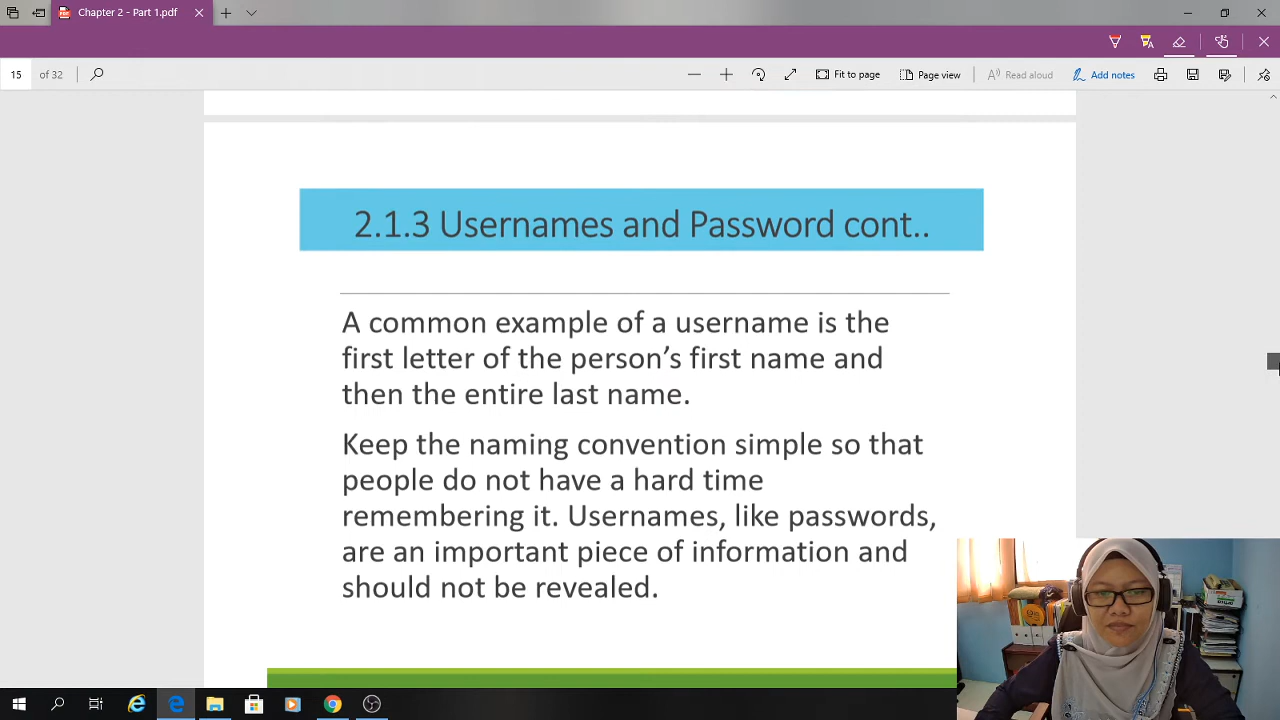 Chapter 2 - Part 1.pdf
15 of 32
Fit to page
Page view
Read aloud
Add notes
2.1.3 Usernames and Password cont..
A common example of a username is the
first letter of the person’s first name and
then the entire last name.
Keep the naming convention simple so that
people do not have a hard time
remembering it. Usernames, like passwords,
are an important piece of information and
should not be revealed.